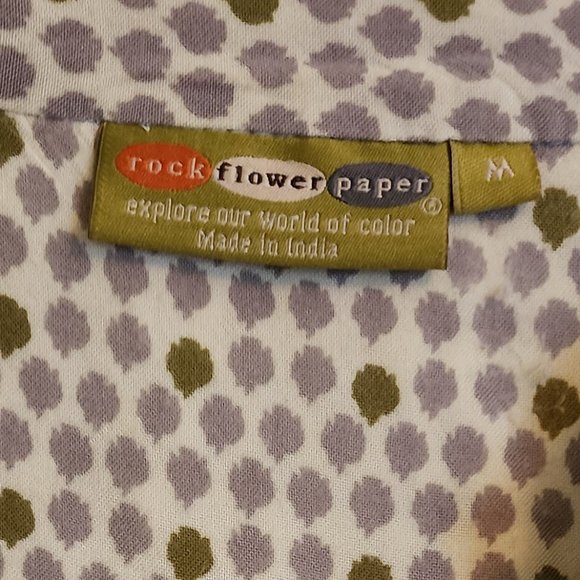 rock flower paper®
explore our world of color
Made in India
M